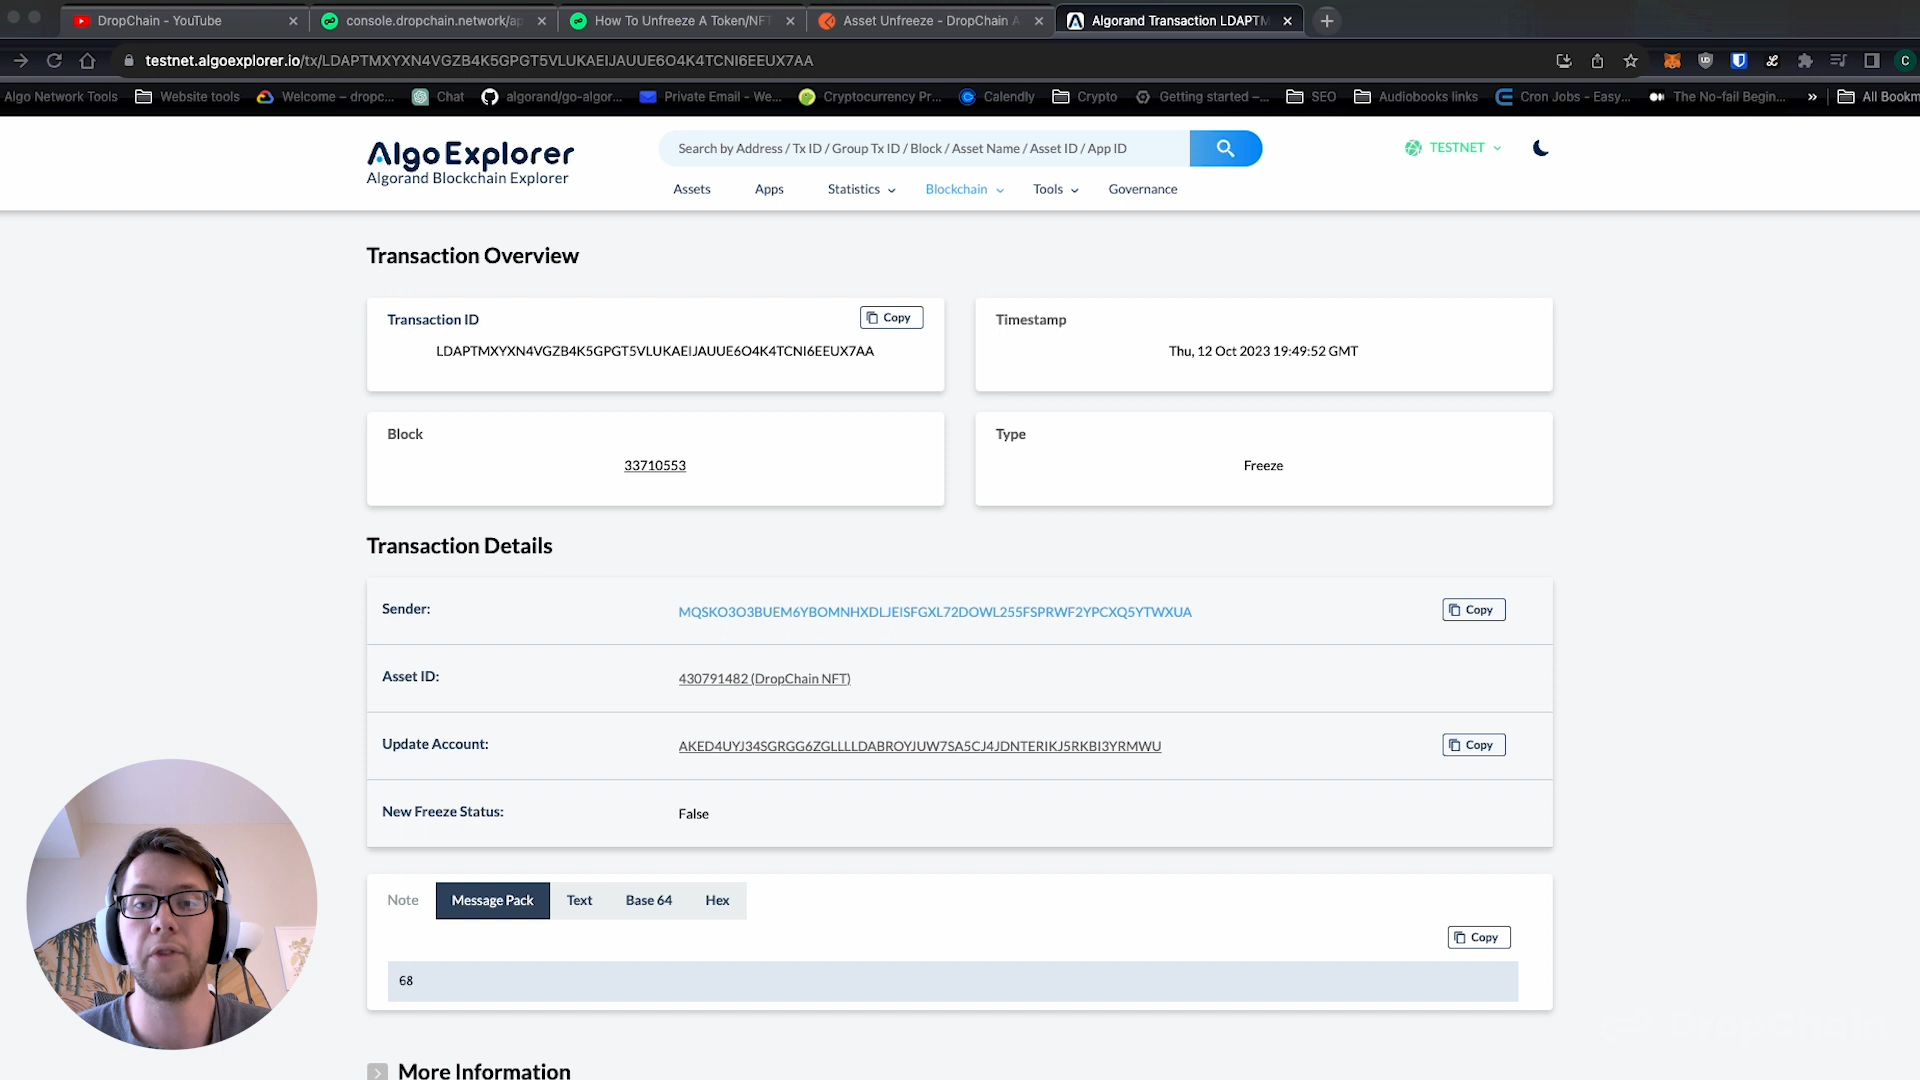 DropChain - YouTube
console.dropchain.network/ap
How To Unfreeze A Token/NFT
Asset Unfreeze - DropChain A
Algorand Transaction LDAPTM
testnet.algoexplorer.io/tx/LDAPTMXYXN4VGZB4K5GPGT5VLUKAEIJAUUE6O4K4TCNI6EEUX7AA
C
Algo Network Tools
Website tools
Welcome – dropc...
Chat
algorand/go-algor...
Private Email - We...
Cryptocurrency Pr...
Calendly
Crypto
Getting started –...
SEO
Audiobooks links
Cron Jobs - Easy...
The No-fail Begin...
»
All Bookm
AlgoExplorer
Algorand Blockchain Explorer
Search by Address / Tx ID / Group Tx ID / Block / Asset Name / Asset ID / App ID
TESTNET
Assets
Apps
Statistics
Blockchain
Tools
Governance
Transaction Overview
Transaction ID
Copy
LDAPTMXYXN4VGZB4K5GPGT5VLUKAEIJAUUE6O4K4TCNI6EEUX7AA
Timestamp
Thu, 12 Oct 2023 19:49:52 GMT
Block
33710553
Type
Freeze
Transaction Details
Sender:
MQSKO3O3BUEM6YBOMNHXDLJEISFGXL72DOWL255FSPRWF2YPCXQ5YTWXUA
Copy
Asset ID:
430791482 (DropChain NFT)
Update Account:
AKED4UYJ34SGRGG6ZGLLLLDABROYJUW7SA5CJ4JDNTERIKJ5RKBI3YRMWU
Copy
New Freeze Status:
False
Note
Message Pack
Text
Base 64
Hex
Copy
68
More Information